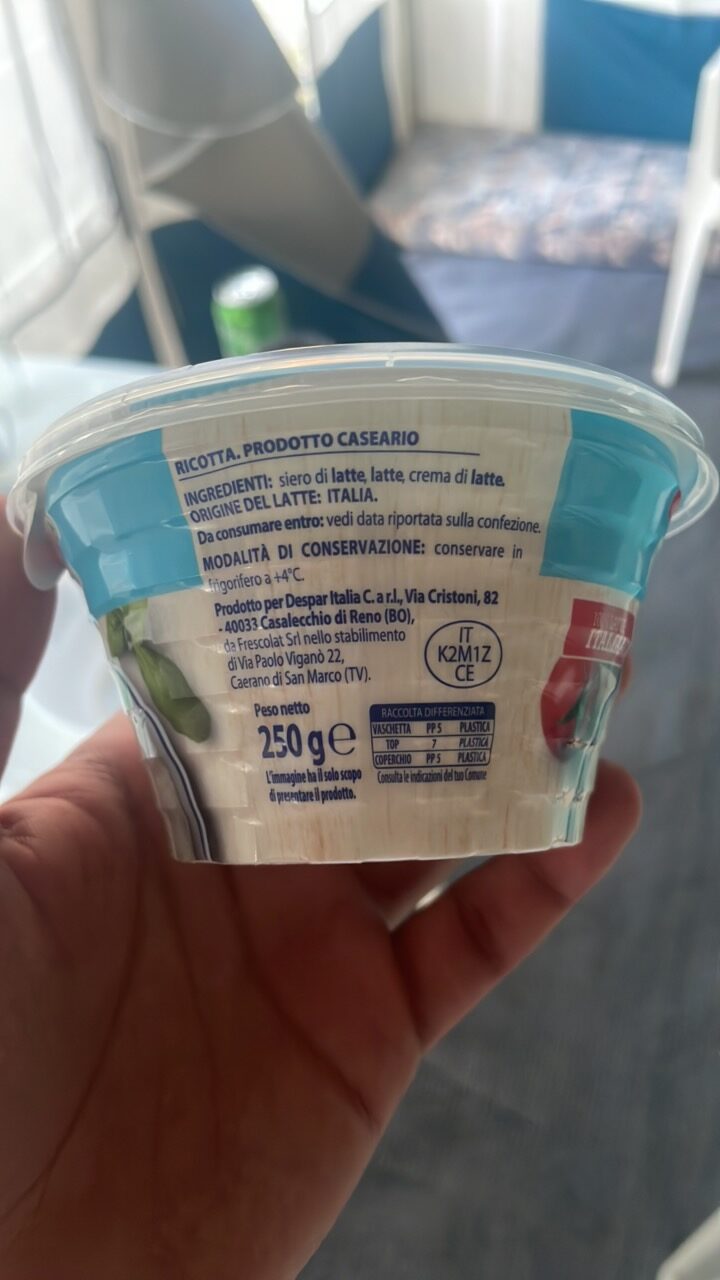 RICOTTA. PRODOTTO CASEARIO
INGREDIENTI: siero di latte, latte, crema di latte.
ORIGINE DEL LATTE: ITALIA.
Da consumare entro: vedi data riportata sulla confezione.
MODALITÀ DI CONSERVAZIONE: conservare in
frigorifero a +4°C.
Prodotto per Despar Italia C. a r.l., Via Cristoni, 82
- 40033 Casalecchio di Reno (BO),
da Frescolat Srl nello stabilimento
di Via Paolo Viganò 22,
Caerano di San Marco (TV).
IT
K2M1Z
CE
Peso netto
250 g e
L'immagine ha il solo scopo
di presentare il prodotto.
RACCOLTA DIFFERENZIATA
VASCHETTA PP 5 PLASTICA
TOP 7 PLASTICA
COPERCHIO PP 5 PLASTICA
Consulta le indicazioni del tuo Comune